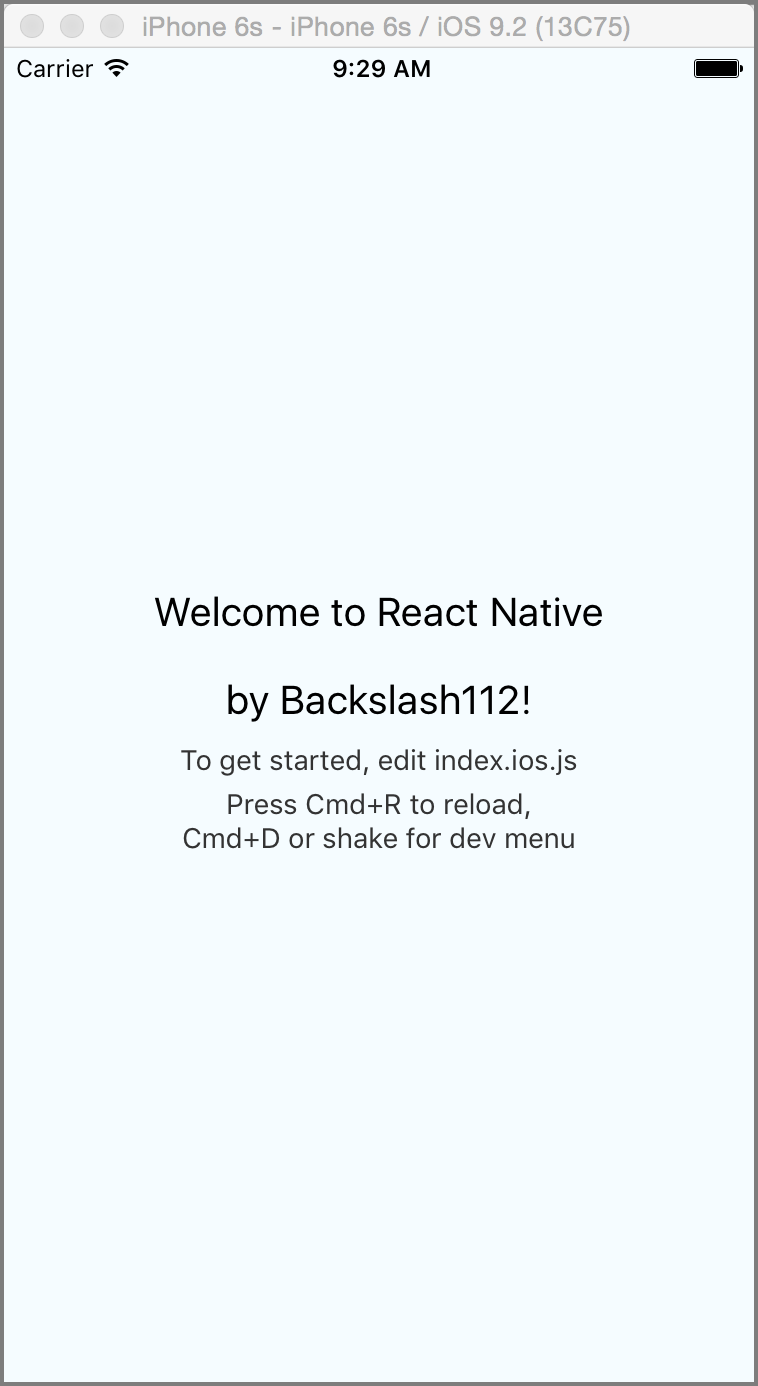 iPhone 6s - iPhone 6s / iOS 9.2 (13C75)
Carrier 9:29 AM
Welcome to React Native
by Backslash112!
To get started, edit index.ios.js
Press Cmd+R to reload,
Cmd+D or shake for dev menu